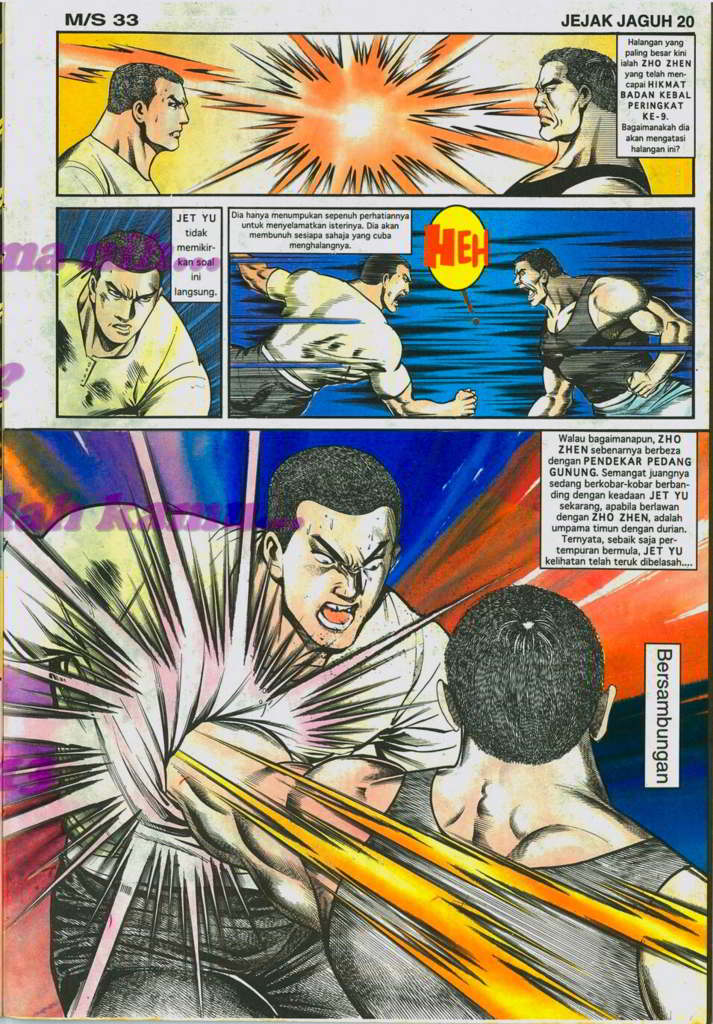 M/S 33
JEJAK JAGUH 20
Halangan yang
paling besar kini
ialah ZHO ZHEN
yang telah men-
capai HIKMAT
BADAN KEBAL
PERINGKAT
KE-9.
Bagaimanakah dia
akan mengatasi
halangan ini?
JET YU
tidak
memikir-
kan soal
ini
langsung.
Dia hanya menumpukan sepenuh perhatiannya
untuk menyelamatkan isterinya. Dia akan
membunuh sesiapa sahaja yang cuba
menghalangnya.
HEH
Walau bagaimanapun, ZHO
ZHEN sebenarnya berbeza
dengan PENDEKAR PEDANG
GUNUNG. Semangat juangnya
sedang berkobar-kobar berban-
ding dengan keadaan JET YU
sekarang, apabila berlawan
dengan ZHO ZHEN, adalah
umpama timun dengan durian.
Ternyata, sebaik saja per-
tempuran bermula, JET YU
kelihatan telah teruk dibelasah....
Bersambungan